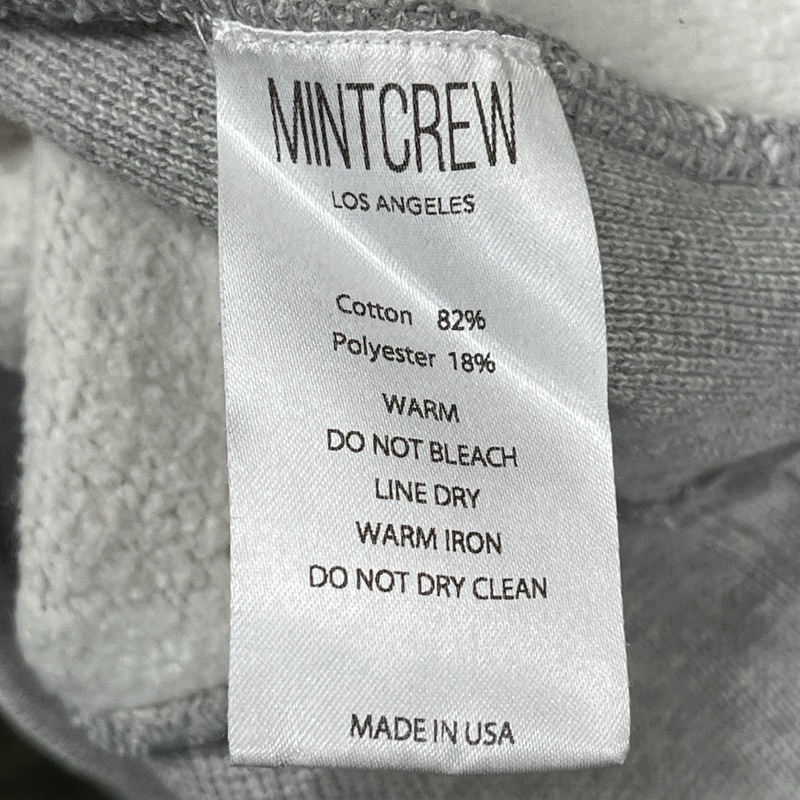 MINTCREW
LOS ANGELES
Cotton 82%
Polyester 18%
WARM
DO NOT BLEACH
LINE DRY
WARM IRON
DO NOT DRY CLEAN
MADE IN USA